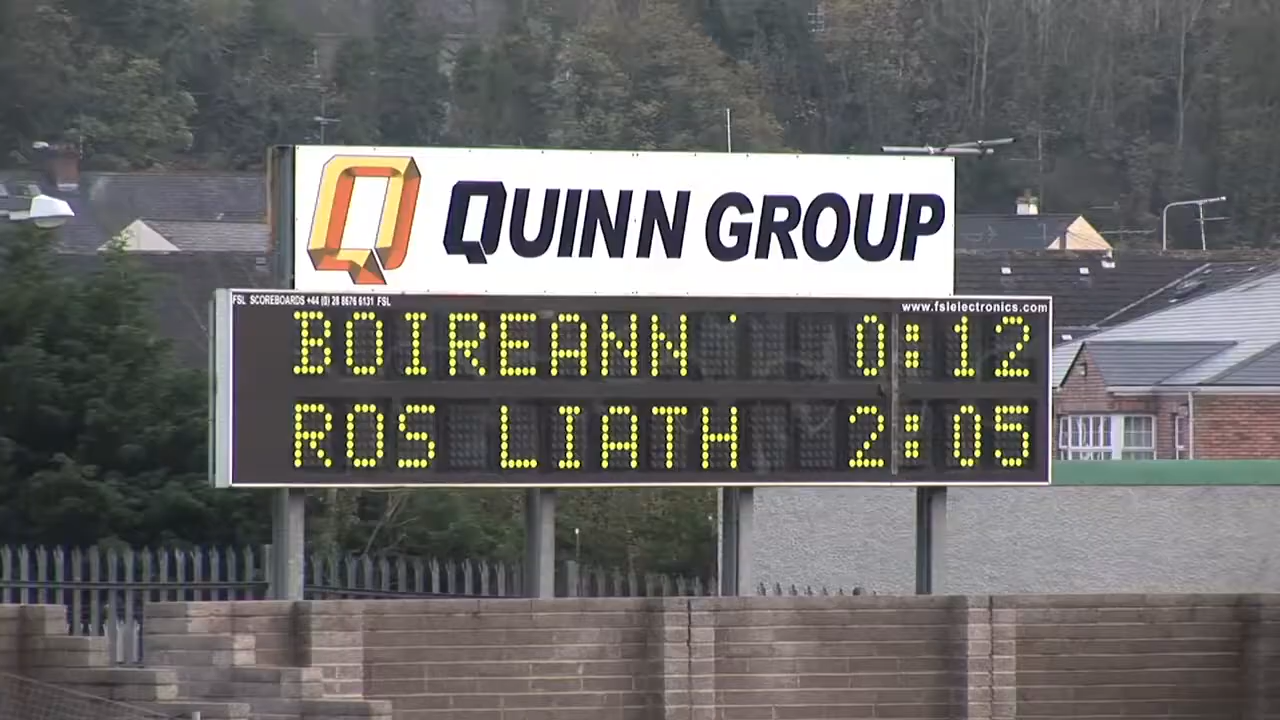 QUINN GROUP
FSL SCOREBOARDS +44 (0) 28 8676 6131 FSL
www.fslelectronics.com
BOIREANN 0:12
ROS LIATH 2:05